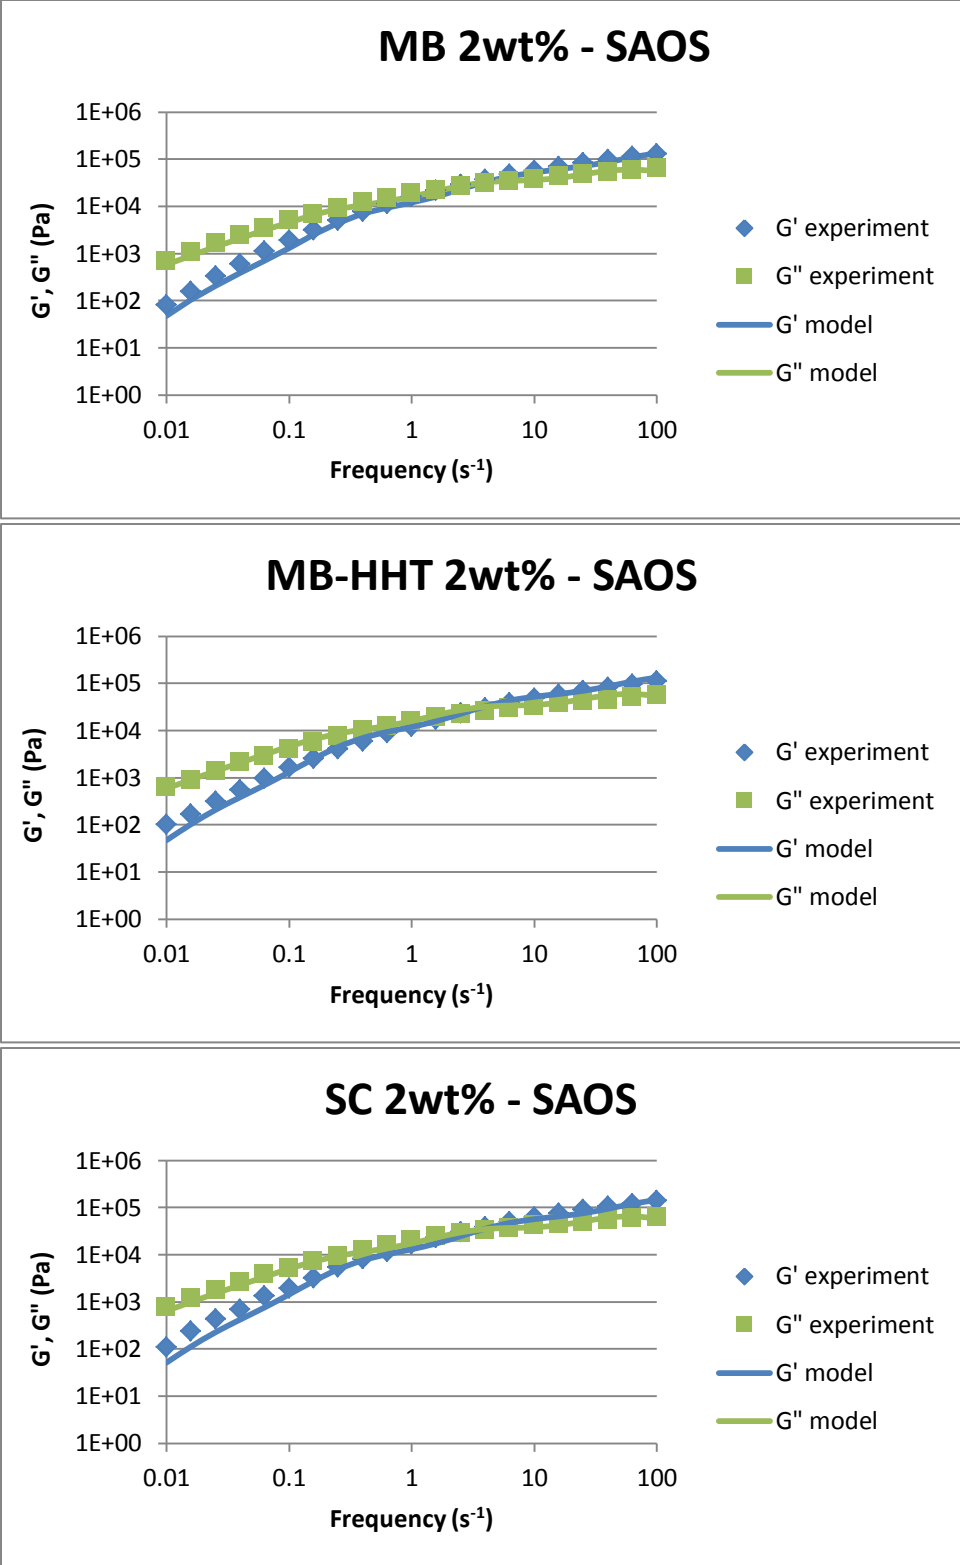 MB 2wt% - SAOS
1E+06
1E+05
1E+04
1E+03
1E+02
1E+01
1E+00
G', G" (Pa)
0.01 0.1 1 10 100
Frequency (s-1)
G' experiment
G" experiment
G' model
G" model
MB-HHT 2wt% - SAOS
1E+06
1E+05
1E+04
1E+03
1E+02
1E+01
1E+00
G', G" (Pa)
0.01 0.1 1 10 100
Frequency (s-1)
G' experiment
G" experiment
G' model
G" model
SC 2wt% - SAOS
1E+06
1E+05
1E+04
1E+03
1E+02
1E+01
1E+00
G', G" (Pa)
0.01 0.1 1 10 100
Frequency (s-1)
G' experiment
G" experiment
G' model
G" model